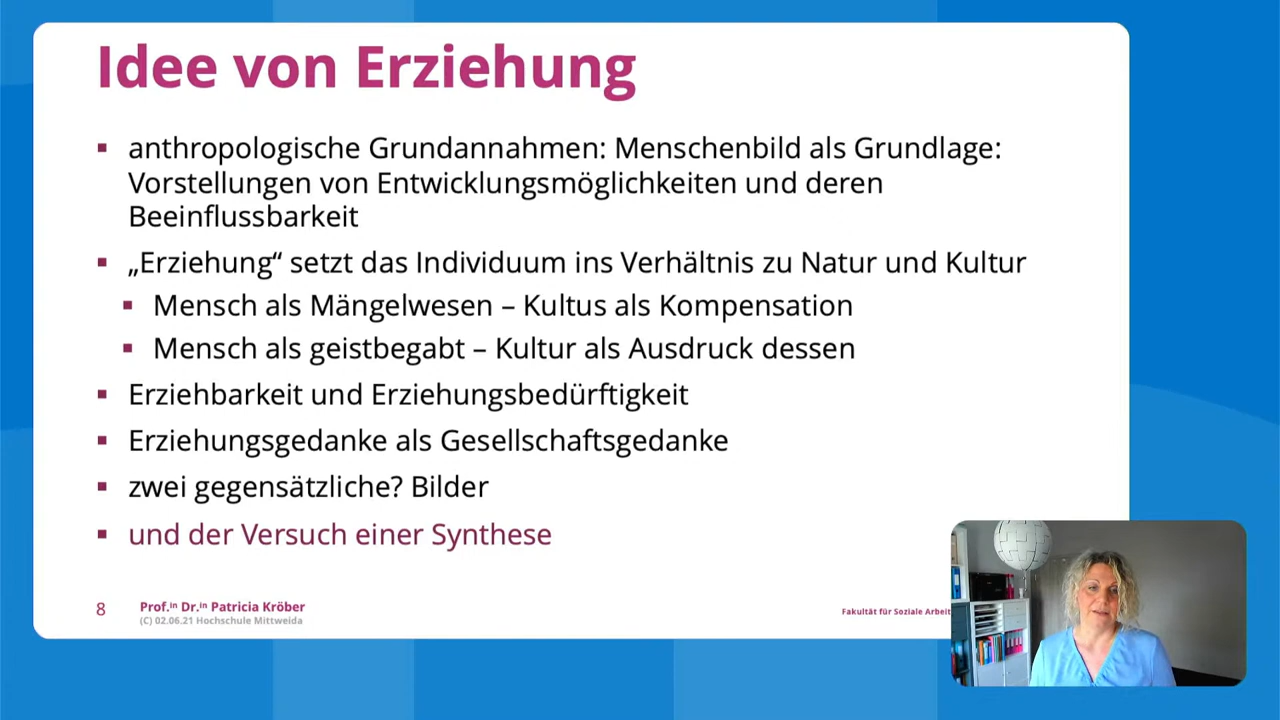 Idee von Erziehung
▪ anthropologische Grundannahmen: Menschenbild als Grundlage:
Vorstellungen von Entwicklungsmöglichkeiten und deren
Beeinflussbarkeit
▪ „Erziehung“ setzt das Individuum ins Verhältnis zu Natur und Kultur
▪ Mensch als Mängelwesen – Kultus als Kompensation
▪ Mensch als geistbegabt – Kultur als Ausdruck dessen
▪ Erziehbarkeit und Erziehungsbedürftigkeit
▪ Erziehungsgedanke als Gesellschaftsgedanke
▪ zwei gegensätzliche? Bilder
▪ und der Versuch einer Synthese
8 Prof.ⁱⁿ Dr.ⁱⁿ Patricia Kröber
(C) 02.06.21 Hochschule Mittweida
Fakultät für Soziale Arbeit